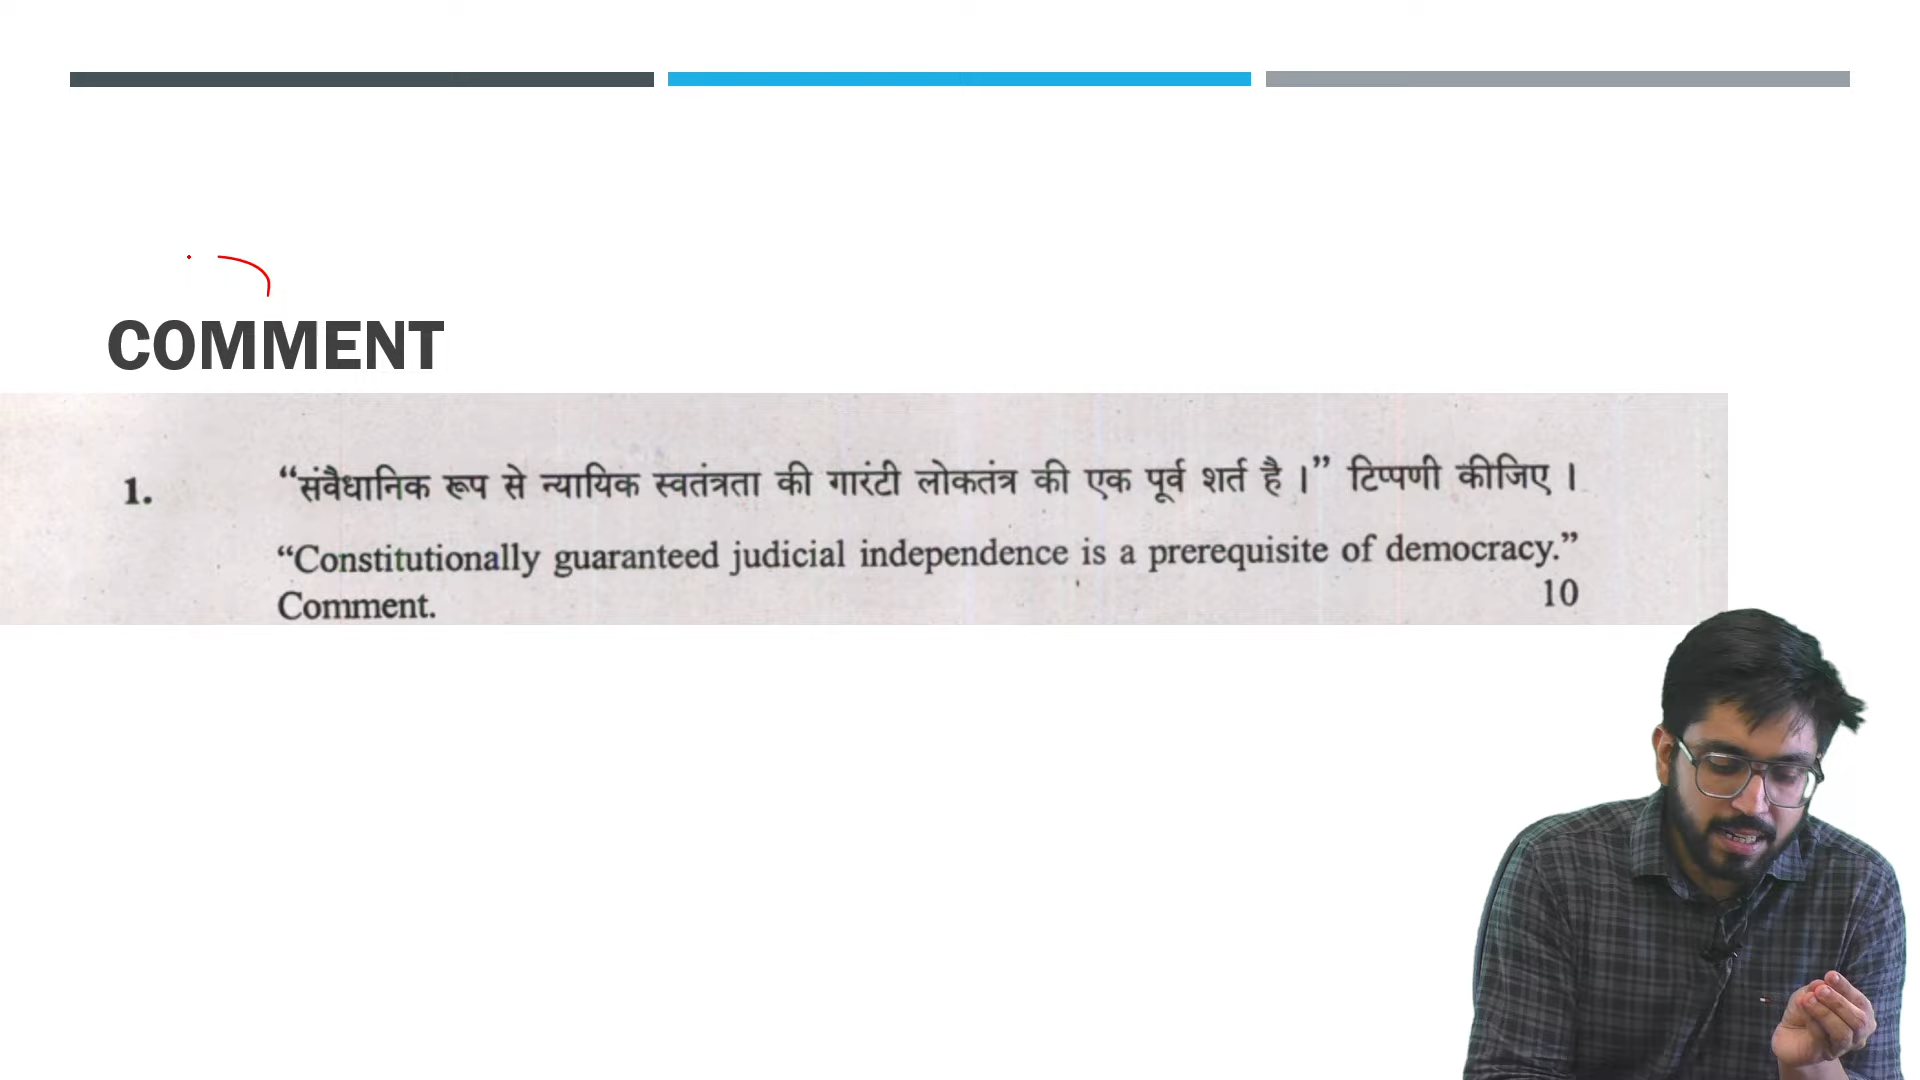 COMMENT
1. “संवैधानिक रूप से न्यायिक स्वतंत्रता की गारंटी लोकतंत्र की एक पूर्व शर्त है ।” टिप्पणी कीजिए ।
“Constitutionally guaranteed judicial independence is a prerequisite of democracy.”
Comment. 10